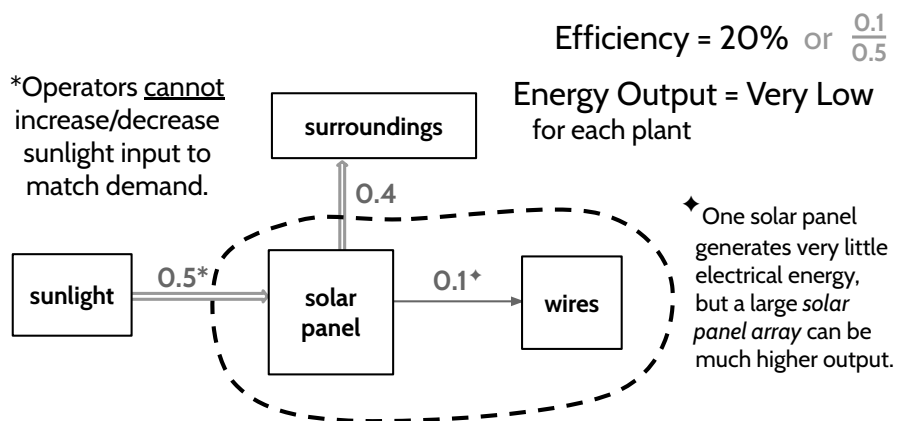 Efficiency = 20% or 0.1/0.5
Energy Output = Very Low
for each plant
*Operators cannot
increase/decrease
sunlight input to
match demand.
surroundings
0.4
sunlight
0.5*
solar
panel
0.1✦
wires
✦One solar panel
generates very little
electrical energy,
but a large solar
panel array can be
much higher output.